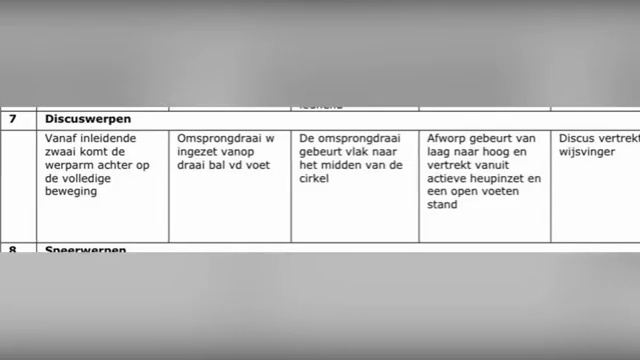 7 Discuswerpen
Vanaf inleidende
zwaai komt de
werparm achter op
de volledige
beweging
Omsprongdraai w
ingezet vanop
draai bal vd voet
De omsprongdraai
gebeurt vlak naar
het midden van de
cirkel
Afworp gebeurt van
laag naar hoog en
vertrekt vanuit
actieve heupinzet en
een open voeten
stand
Discus vertrekt
wijsvinger
8 Speerwerpen